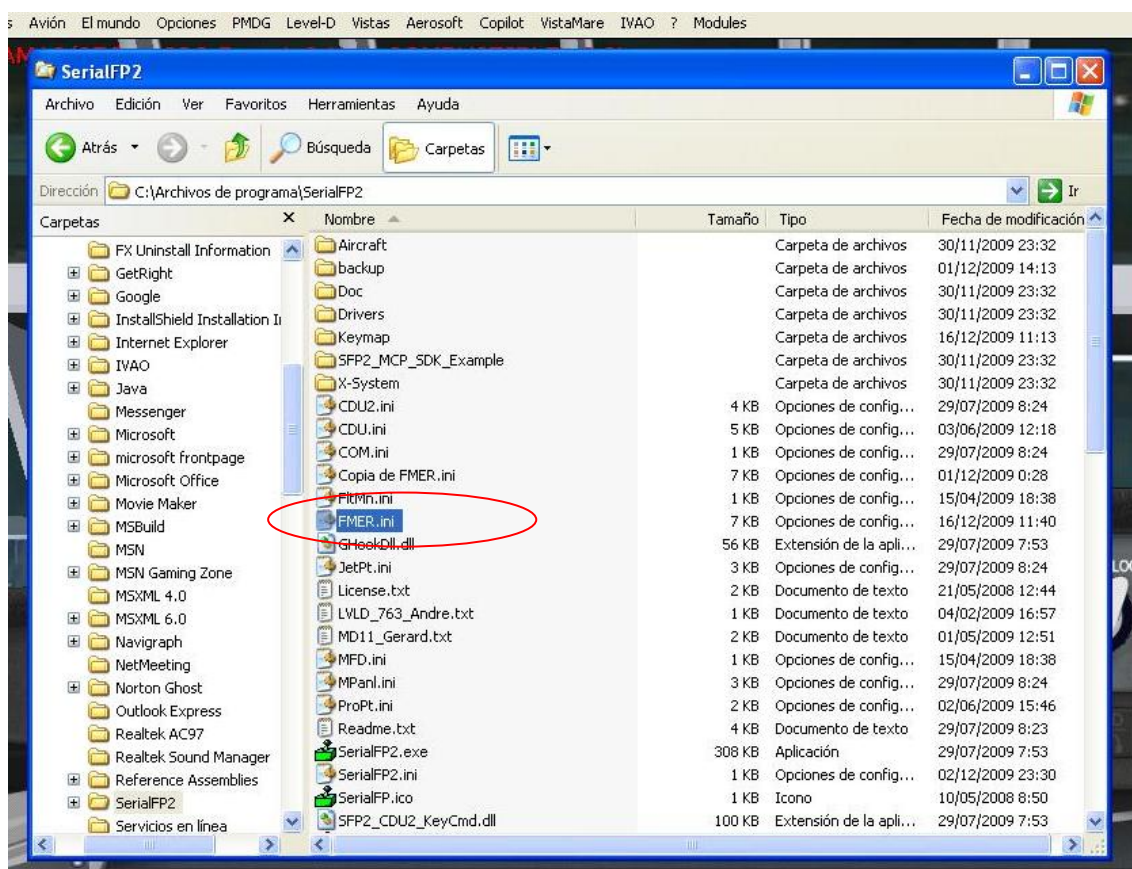 Avión El mundo Opciones PMDG Level-D Vistas Aerosoft Copilot VistaMare IVAO ? Modules
SerialFP2
Archivo Edición Ver Favoritos Herramientas Ayuda
Atrás Búsqueda Carpetas
Dirección C:\Archivos de programa\SerialFP2 Ir
Carpetas Nombre Tamaño Tipo Fecha de modificación
FX Uninstall Information
GetRight
Google
InstallShield Installation
Internet Explorer
IVAO
Java
Messenger
Microsoft
microsoft frontpage
Microsoft Office
Movie Maker
MSBuild
MSN
MSN Gaming Zone
MSXML 4.0
MSXML 6.0
Navigraph
NetMeeting
Norton Ghost
Outlook Express
Realtek AC97
Realtek Sound Manager
Reference Assemblies
SerialFP2
Servicios en línea
Aircraft Carpeta de archivos 30/11/2009 23:32
backup Carpeta de archivos 01/12/2009 14:13
Doc Carpeta de archivos 30/11/2009 23:32
Drivers Carpeta de archivos 30/11/2009 23:32
Keymap Carpeta de archivos 16/12/2009 11:13
SFP2_MCP_SDK_Example Carpeta de archivos 30/11/2009 23:32
X-System Carpeta de archivos 30/11/2009 23:32
CDU2.ini 4 KB Opciones de config... 29/07/2009 8:24
CDU.ini 5 KB Opciones de config... 03/06/2009 12:18
COM.ini 1 KB Opciones de config... 29/07/2009 8:24
Copia de FMER.ini 7 KB Opciones de config... 01/12/2009 0:28
FltMn.ini 1 KB Opciones de config... 15/04/2009 18:38
FMER.ini 7 KB Opciones de config... 16/12/2009 11:40
GHookDll.dll 56 KB Extensión de la apli... 29/07/2009 7:53
JetPt.ini 3 KB Opciones de config... 29/07/2009 8:24
License.txt 2 KB Documento de texto 21/05/2008 12:44
LVLD_763_Andre.txt 1 KB Documento de texto 04/02/2009 16:57
MD11_Gerard.txt 2 KB Documento de texto 01/05/2009 12:51
MFD.ini 1 KB Opciones de config... 15/04/2009 18:38
MPanl.ini 3 KB Opciones de config... 29/07/2009 8:24
ProPt.ini 2 KB Opciones de config... 02/06/2009 15:46
Readme.txt 4 KB Documento de texto 29/07/2009 8:23
SerialFP2.exe 308 KB Aplicación 29/07/2009 7:53
SerialFP2.ini 1 KB Opciones de config... 02/12/2009 23:30
SerialFP.ico 1 KB Icono 10/05/2008 8:50
SFP2_CDU2_KeyCmd.dll 100 KB Extensión de la apli... 29/07/2009 7:53